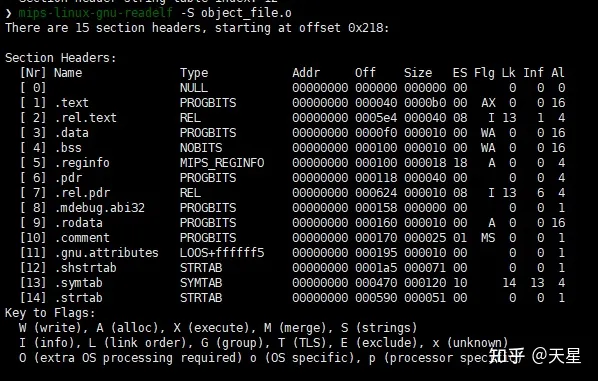 Section header string table index: 12
❯ mips-linux-gnu-readelf -S object_file.o
There are 15 section headers, starting at offset 0x218:
Section Headers:
[Nr] Name Type Addr Off Size ES Flg Lk Inf Al
[ 0] NULL 00000000 000000 000000 00 0 0 0
[ 1] .text PROGBITS 00000000 000040 0000b0 00 AX 0 0 16
[ 2] .rel.text REL 00000000 0005e4 000040 08 I 13 1 4
[ 3] .data PROGBITS 00000000 0000f0 000010 00 WA 0 0 16
[ 4] .bss NOBITS 00000000 000100 000010 00 WA 0 0 16
[ 5] .reginfo MIPS_REGINFO 00000000 000100 000018 18 A 0 0 4
[ 6] .pdr PROGBITS 00000000 000118 000040 00 0 0 4
[ 7] .rel.pdr REL 00000000 000624 000010 08 I 13 6 4
[ 8] .mdebug.abi32 PROGBITS 00000000 000158 000000 00 0 0 1
[ 9] .rodata PROGBITS 00000000 000160 000010 00 A 0 0 16
[10] .comment PROGBITS 00000000 000170 000025 01 MS 0 0 1
[11] .gnu.attributes LOOS+ffffff5 00000000 000195 000010 00 0 0 1
[12] .shstrtab STRTAB 00000000 0001a5 000071 00 0 0 1
[13] .symtab SYMTAB 00000000 000470 000120 10 14 13 4
[14] .strtab STRTAB 00000000 000590 000051 00 0 0 1
Key to Flags:
W (write), A (alloc), X (execute), M (merge), S (strings)
I (info), L (link order), G (group), T (TLS), E (exclude), x (unknown)
O (extra OS processing required) o (OS specific), p (processor
知乎 @天星